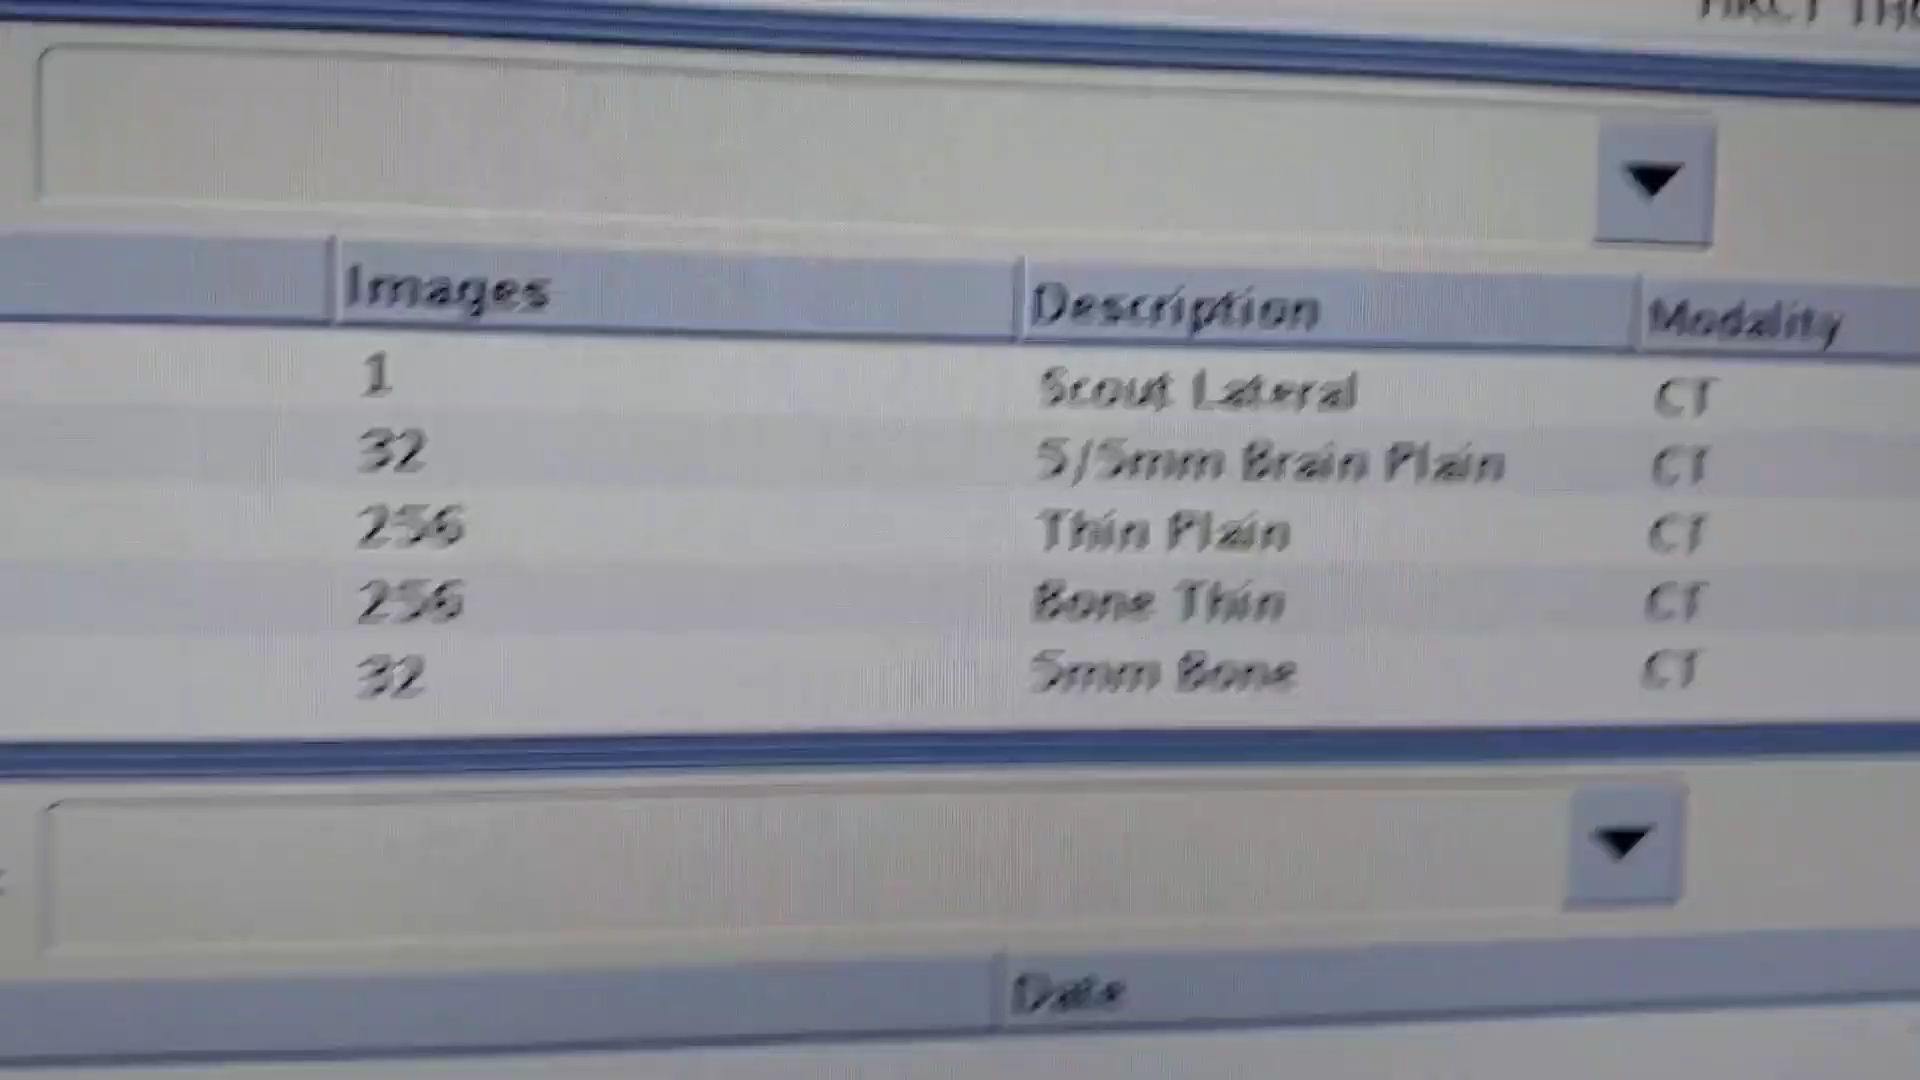 HRCT
Images Description Modality
1 Scout Lateral CT
32 5/5mm Brain Plain CT
256 Thin Plain CT
256 Bone Thin CT
32 5mm Bone CT
Date